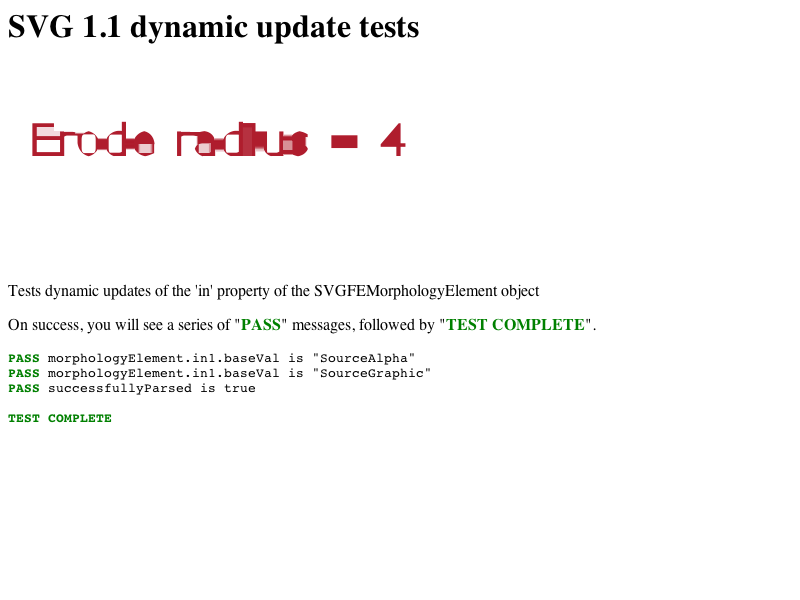 SVG 1.1 dynamic update tests
Erode radius = 4
Tests dynamic updates of the 'in' property of the SVGFEMorphologyElement object
On success, you will see a series of "PASS" messages, followed by "TEST COMPLETE".
PASS morphologyElement.in1.baseVal is "SourceAlpha"
PASS morphologyElement.in1.baseVal is "SourceGraphic"
PASS successfullyParsed is true
TEST COMPLETE